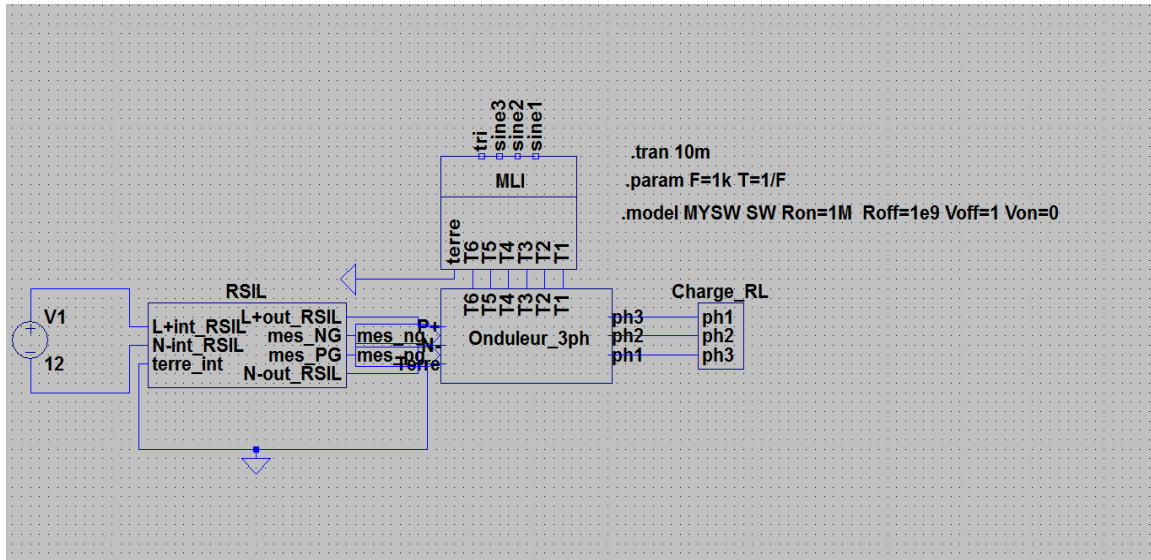 tri
sine3
sine2
sine1
MLI
terre
T6
T5
T4
T3
T2
T1
.tran 10m
.param F=1k T=1/F
.model MYSW SW Ron=1M Roff=1e9 Voff=1 Von=0
V1
12
RSIL
L+int_RSIL
N-int_RSIL
terre_int
L+out_RSIL
mes_NG
mes_PG
N-out_RSIL
mes_ng
mes_pg
T6
T5
T4
T3
T2
T1
P+
N-
Terre
Onduleur_3ph
ph3
ph2
ph1
Charge_RL
ph1
ph2
ph3